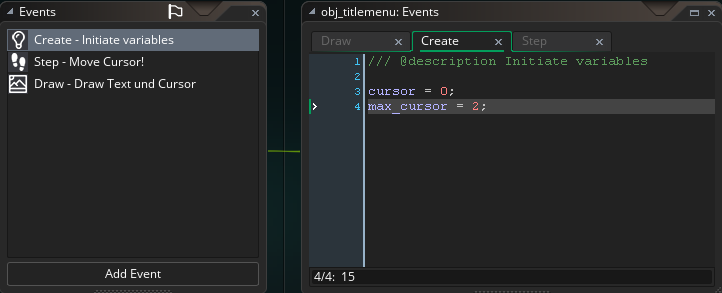 Events
Create - Initiate variables
Step - Move Cursor!
Draw - Draw Text und Cursor
Add Event
obj_titlemenu: Events
Draw
Create
Step
1 /// @description Initiate variables
2
3 cursor = 0;
4 max_cursor = 2;
4/4: 15